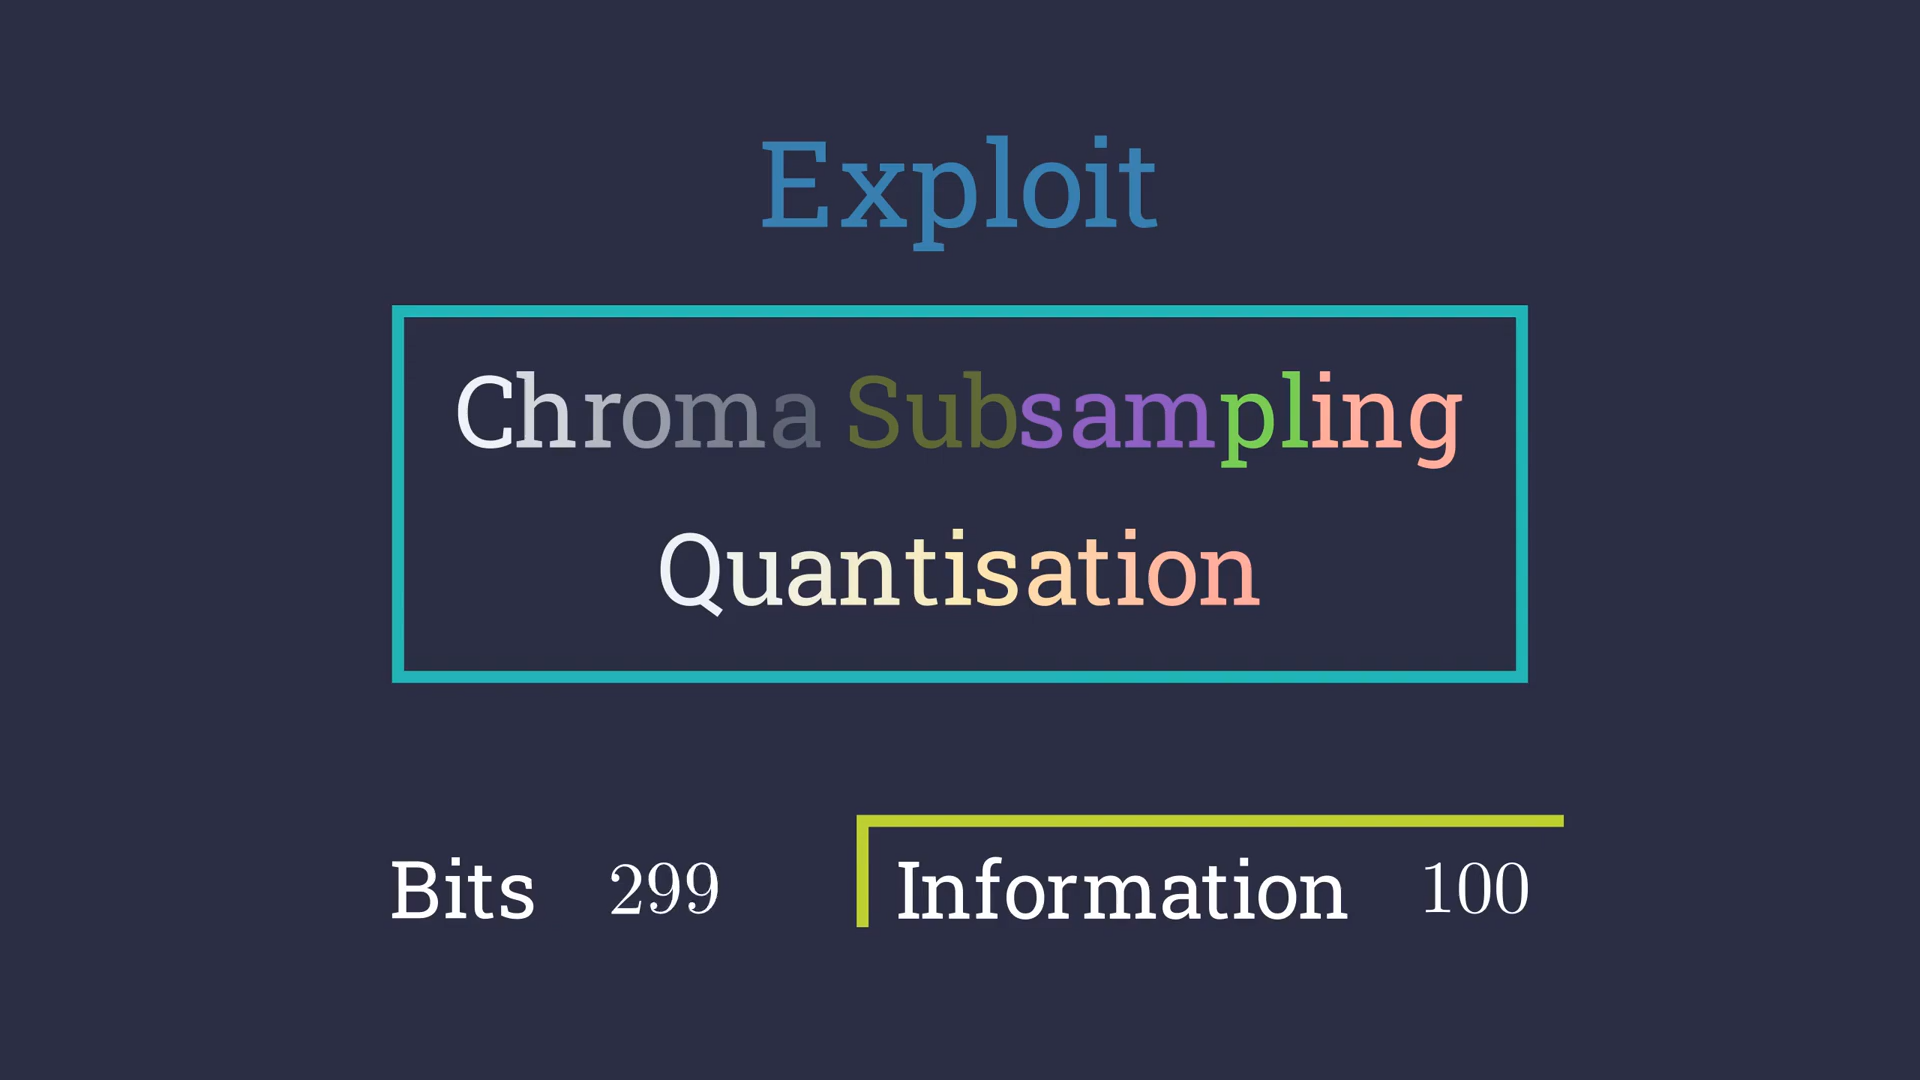 Exploit
Chroma Subsampling
Quantisation
Bits 299 Information 100